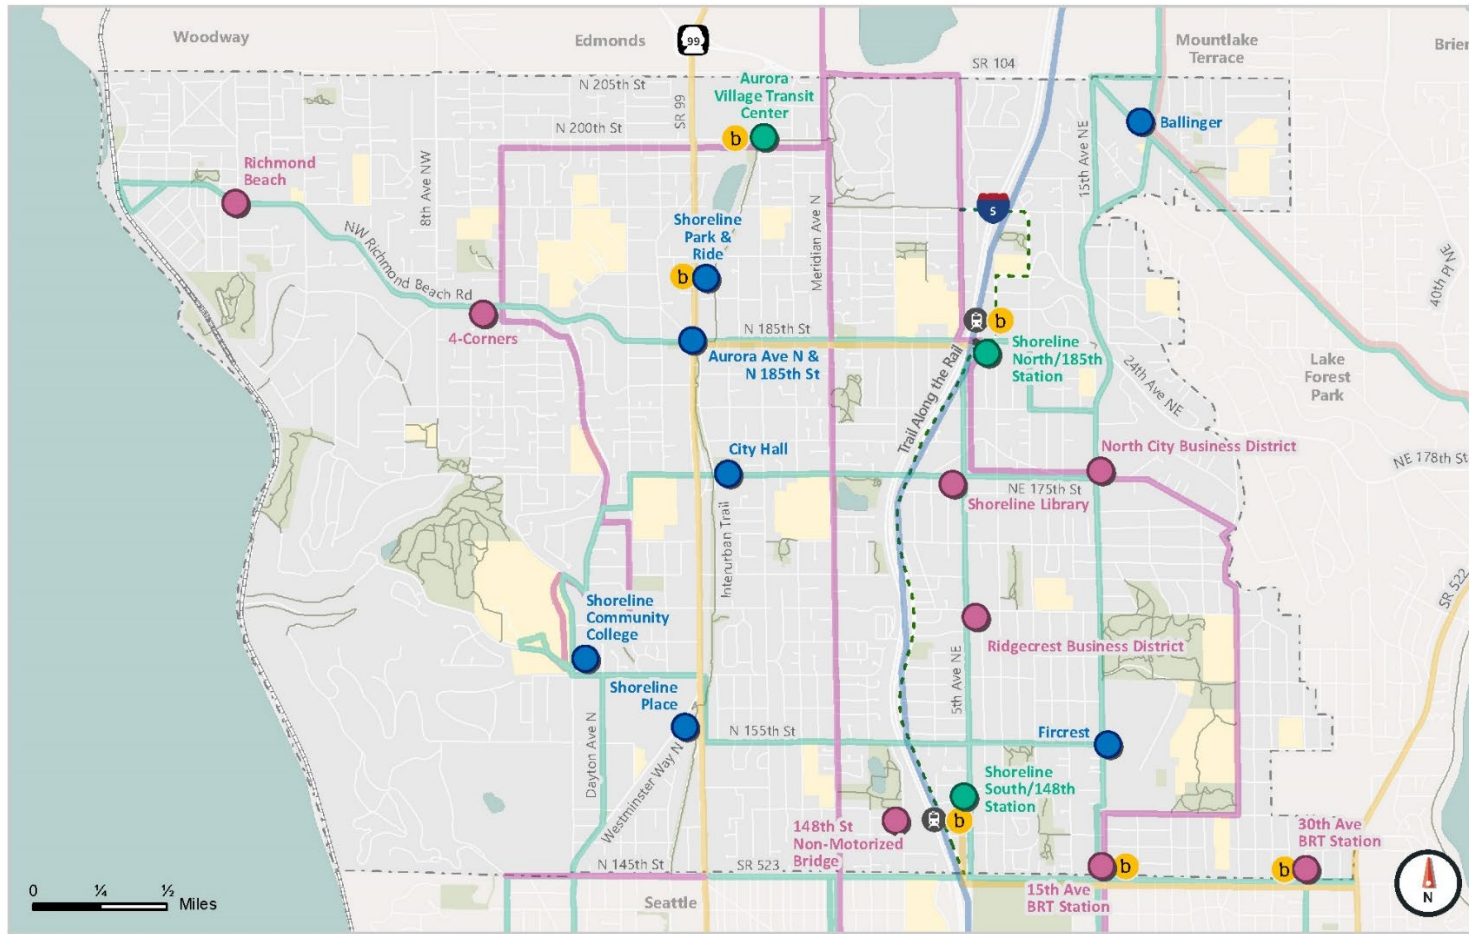 Woodway
Edmonds
99
SR 104
Mountlake
Terrace
Brier
N 205th St
SR 99
Aurora
Village Transit
Center
b
N 200th St
15th Ave NE
Ballinger
Richmond
Beach
8th Ave NW
Shoreline
Park &
Ride
b
Meridian Ave N
5
40th Pl NE
NW Richmond Beach Rd
4-Corners
N 185th St
b
Aurora Ave N &
N 185th St
Shoreline
North/185th
Station
Trail Along the Rail
24th Ave NE
Lake
Forest
Park
City Hall
North City Business District
NE 178th St
NE 175th St
Shoreline Library
Interurban Trail
SR 522
Shoreline
Community
College
Ridgecrest Business District
5th Ave NE
Shoreline
Place
N 155th St
Fircrest
Dayton Ave N
Westminster Way N
Shoreline
South/148th
Station
148th St
Non-Motorized
Bridge
b
30th Ave
BRT Station
b
b
N 145th St
SR 523
15th Ave
BRT Station
Seattle
0 ¼ ½
Miles
N